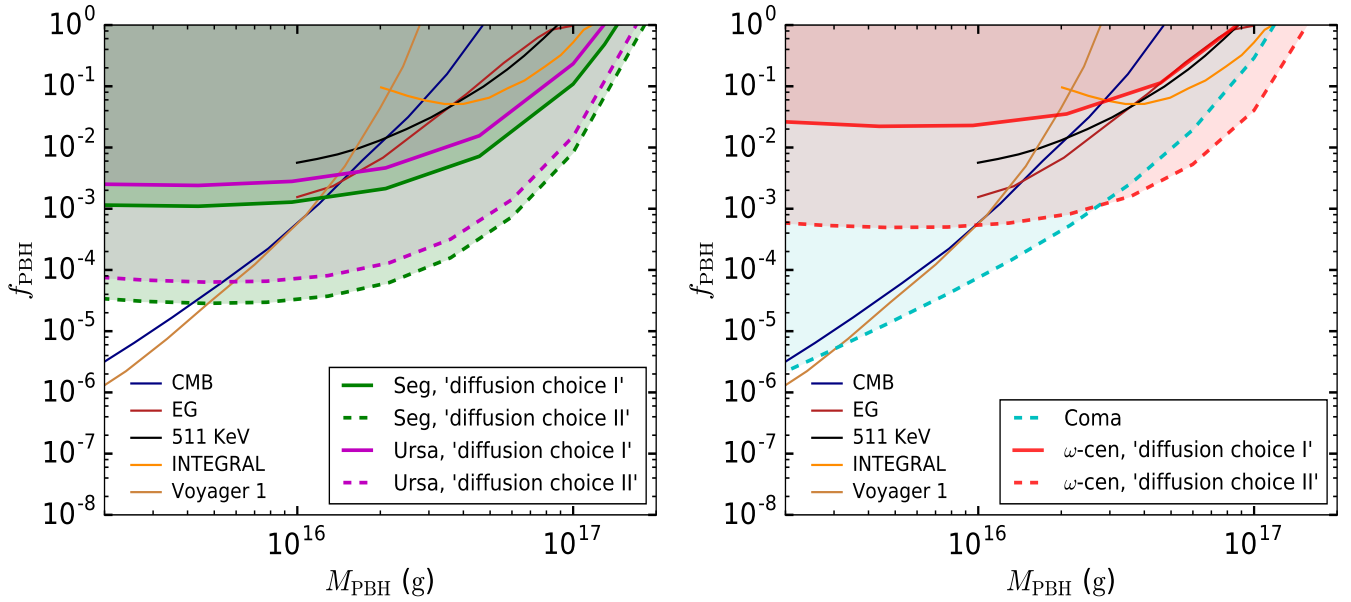 10^0
10^-1
10^-2
10^-3
10^-4
10^-5
10^-6
10^-7
10^-8
f_PBH
CMB
EG
511 KeV
INTEGRAL
Voyager 1
Seg, 'diffusion choice I'
Seg, 'diffusion choice II'
Ursa, 'diffusion choice I'
Ursa, 'diffusion choice II'
10^16
10^17
M_PBH (g)
10^0
10^-1
10^-2
10^-3
10^-4
10^-5
10^-6
10^-7
10^-8
f_PBH
CMB
EG
511 KeV
INTEGRAL
Voyager 1
Coma
ω-cen, 'diffusion choice I'
ω-cen, 'diffusion choice II'
10^16
10^17
M_PBH (g)